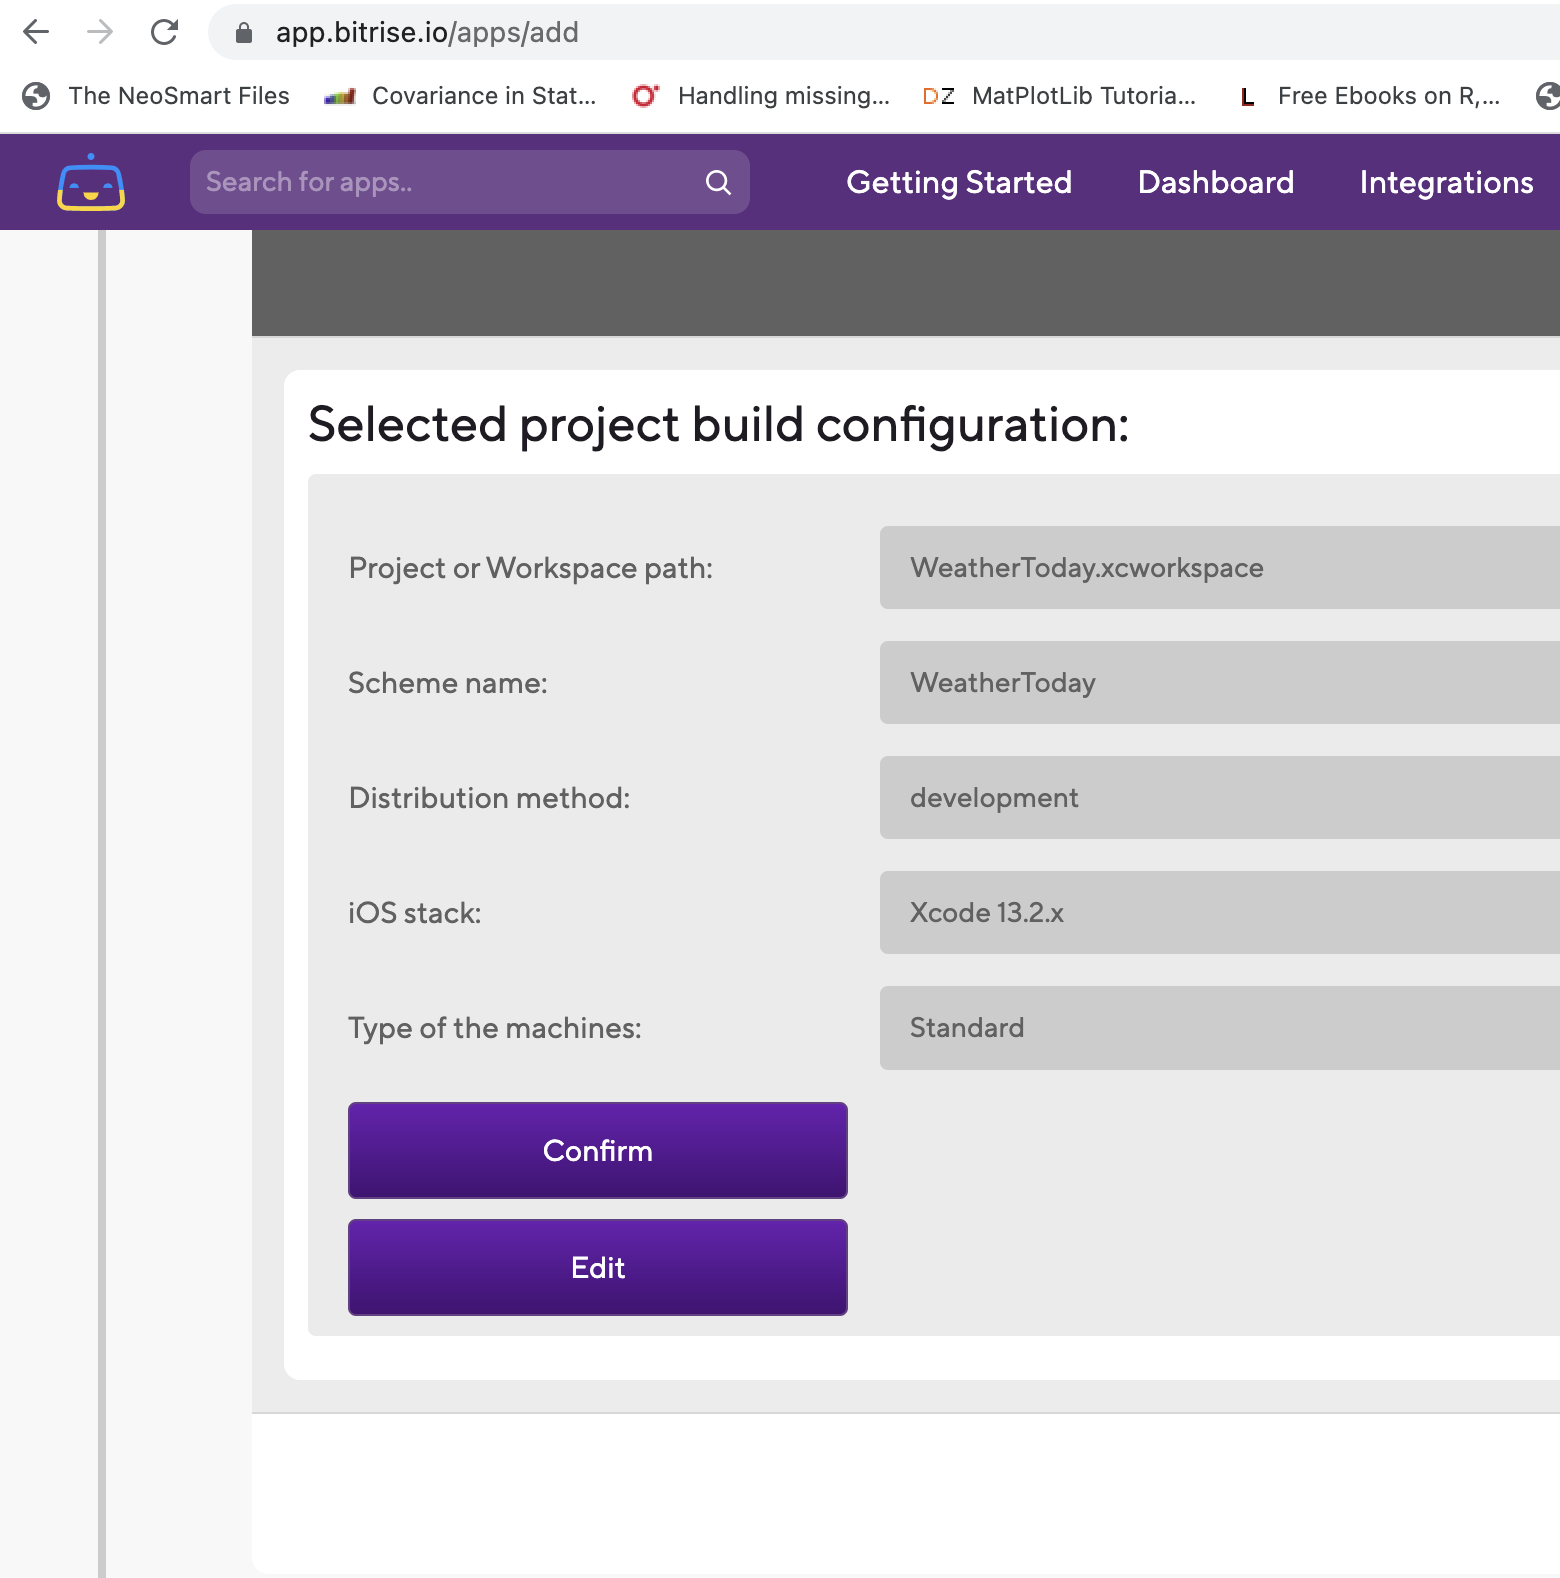 app.bitrise.io/apps/add
The NeoSmart Files Covariance in Stat... Handling missing... DZ MatPlotLib Tutoria... L Free Ebooks on R,...
Search for apps.. Getting Started Dashboard Integrations
Selected project build configuration:
Project or Workspace path: WeatherToday.xcworkspace
Scheme name: WeatherToday
Distribution method: development
iOS stack: Xcode 13.2.x
Type of the machines: Standard
Confirm
Edit